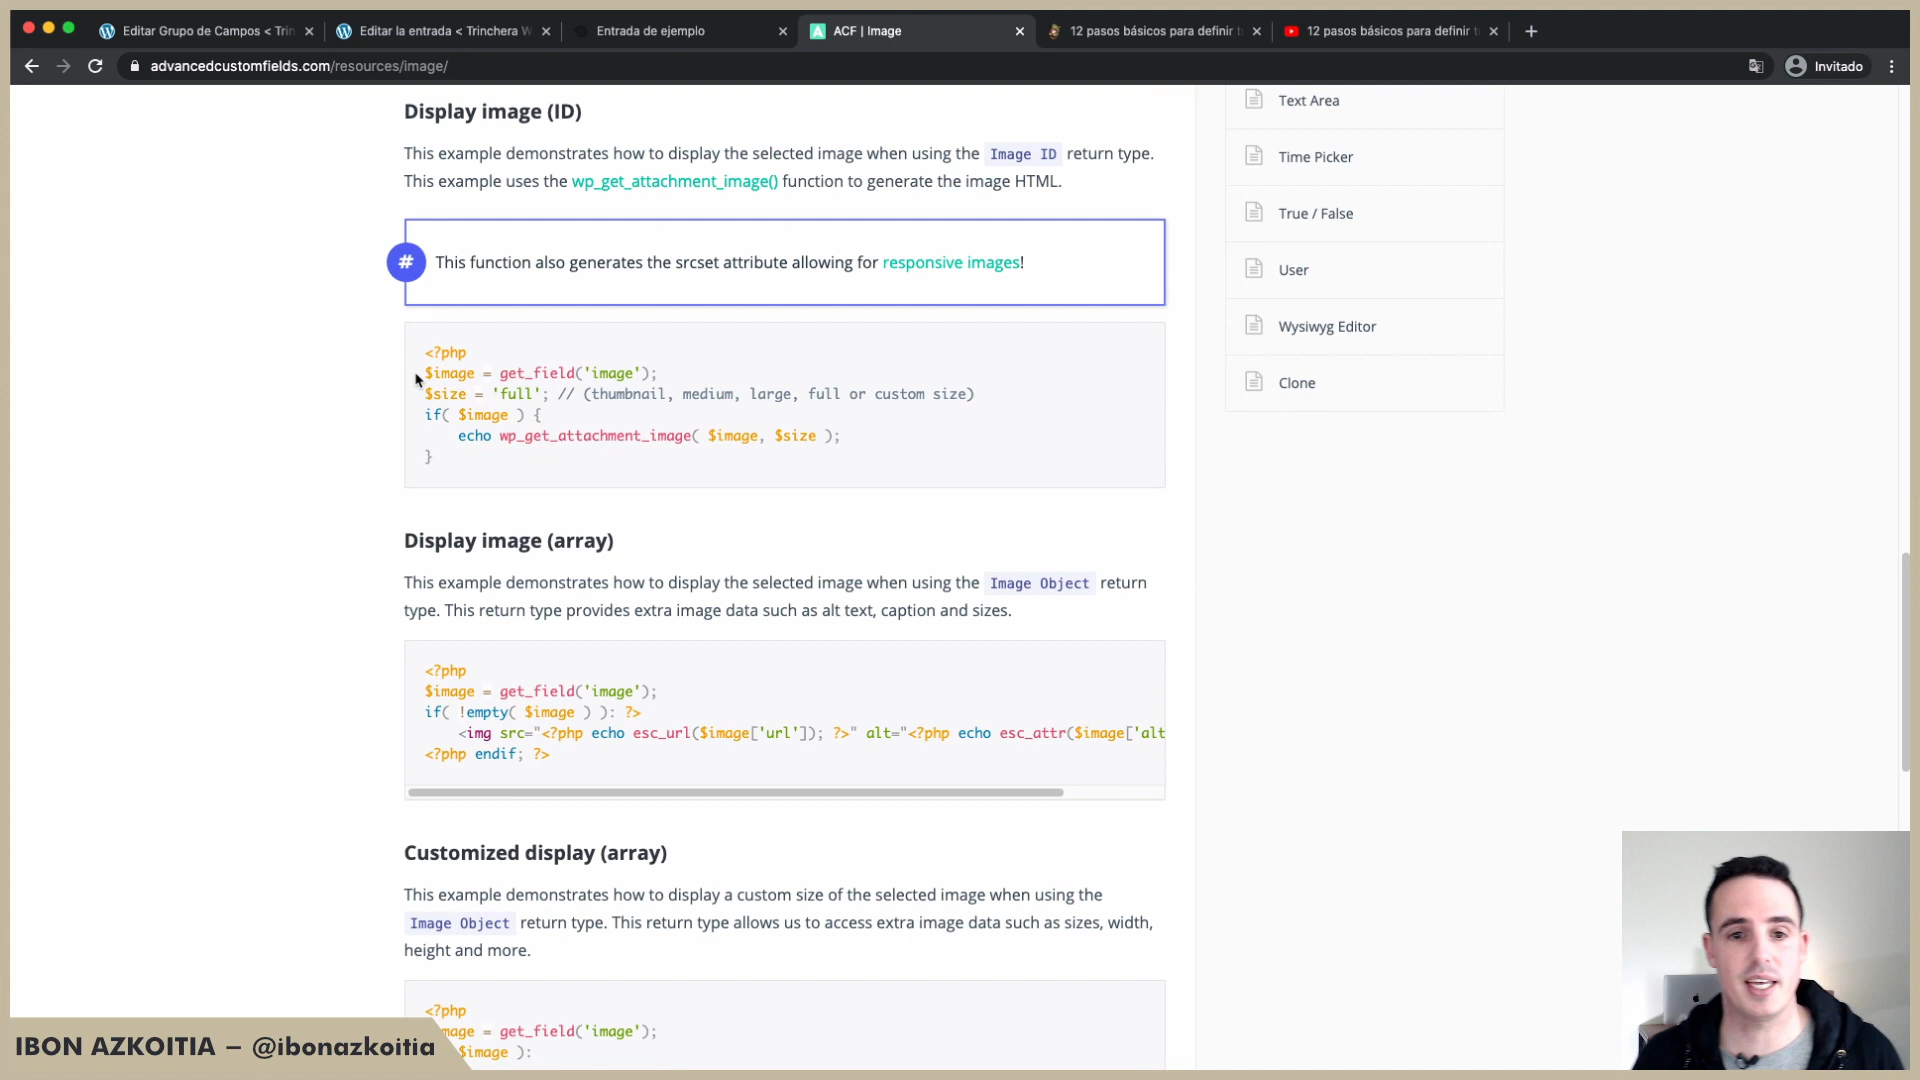 Editar Grupo de Campos < Trin
Editar la entrada < Trinchera W
Entrada de ejemplo
ACF | Image
12 pasos básicos para definir t
12 pasos básicos para definir t
advancedcustomfields.com/resources/image/
Invitado
Display image (ID)
This example demonstrates how to display the selected image when using the Image ID return type.
This example uses the wp_get_attachment_image() function to generate the image HTML.
# This function also generates the srcset attribute allowing for responsive images!
<?php
$image = get_field('image');
$size = 'full'; // (thumbnail, medium, large, full or custom size)
if( $image ) {
    echo wp_get_attachment_image( $image, $size );
}
Display image (array)
This example demonstrates how to display the selected image when using the Image Object return
type. This return type provides extra image data such as alt text, caption and sizes.
<?php
$image = get_field('image');
if( !empty( $image ) ): ?>
    <img src="<?php echo esc_url($image['url']); ?>" alt="<?php echo esc_attr($image['alt
<?php endif; ?>
Customized display (array)
This example demonstrates how to display a custom size of the selected image when using the
Image Object return type. This return type allows us to access extra image data such as sizes, width,
height and more.
<?php
mage = get_field('image');
$image ):
Text Area
Time Picker
True / False
User
Wysiwyg Editor
Clone
IBON AZKOITIA – @ibonazkoitia